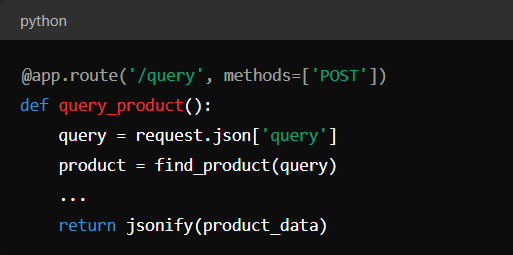 python
@app.route('/query', methods=['POST'])
def query_product():
    query = request.json['query']
    product = find_product(query)
    ...
    return jsonify(product_data)